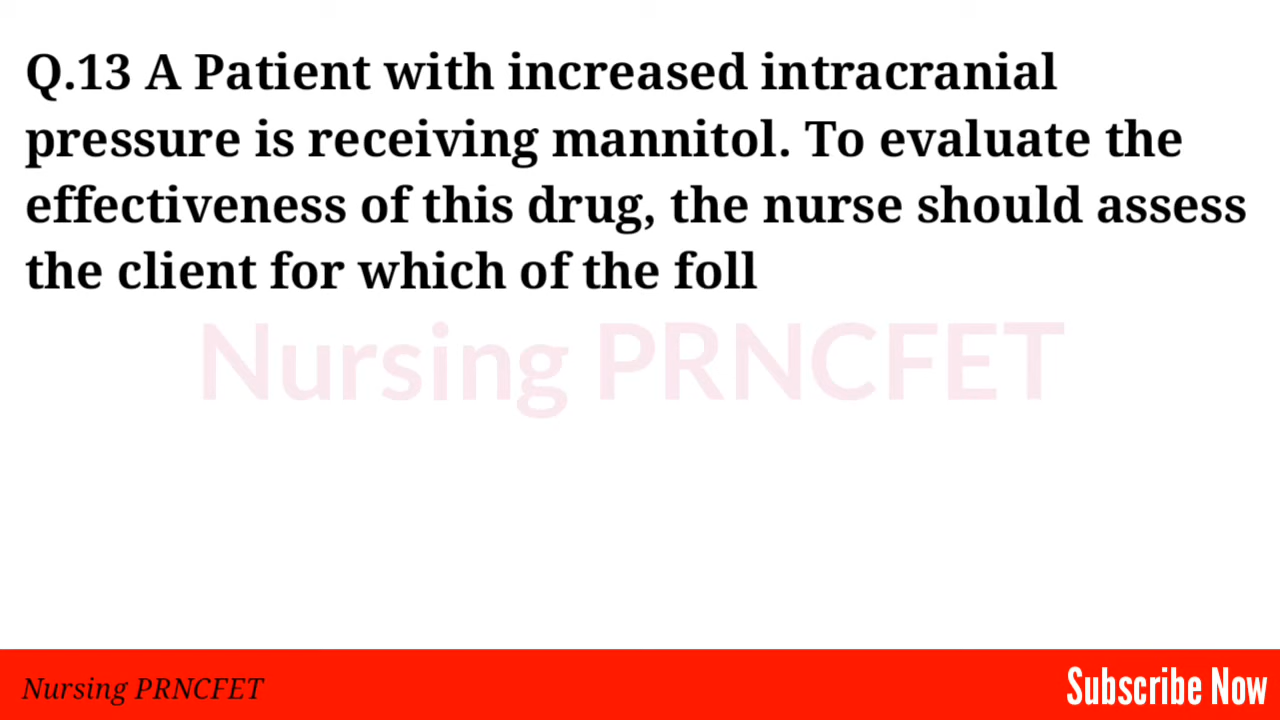 Q.13 A Patient with increased intracranial
pressure is receiving mannitol. To evaluate the
effectiveness of this drug, the nurse should assess
the client for which of the foll
Nursing PRNCFET
Nursing PRNCFET
Subscribe Now